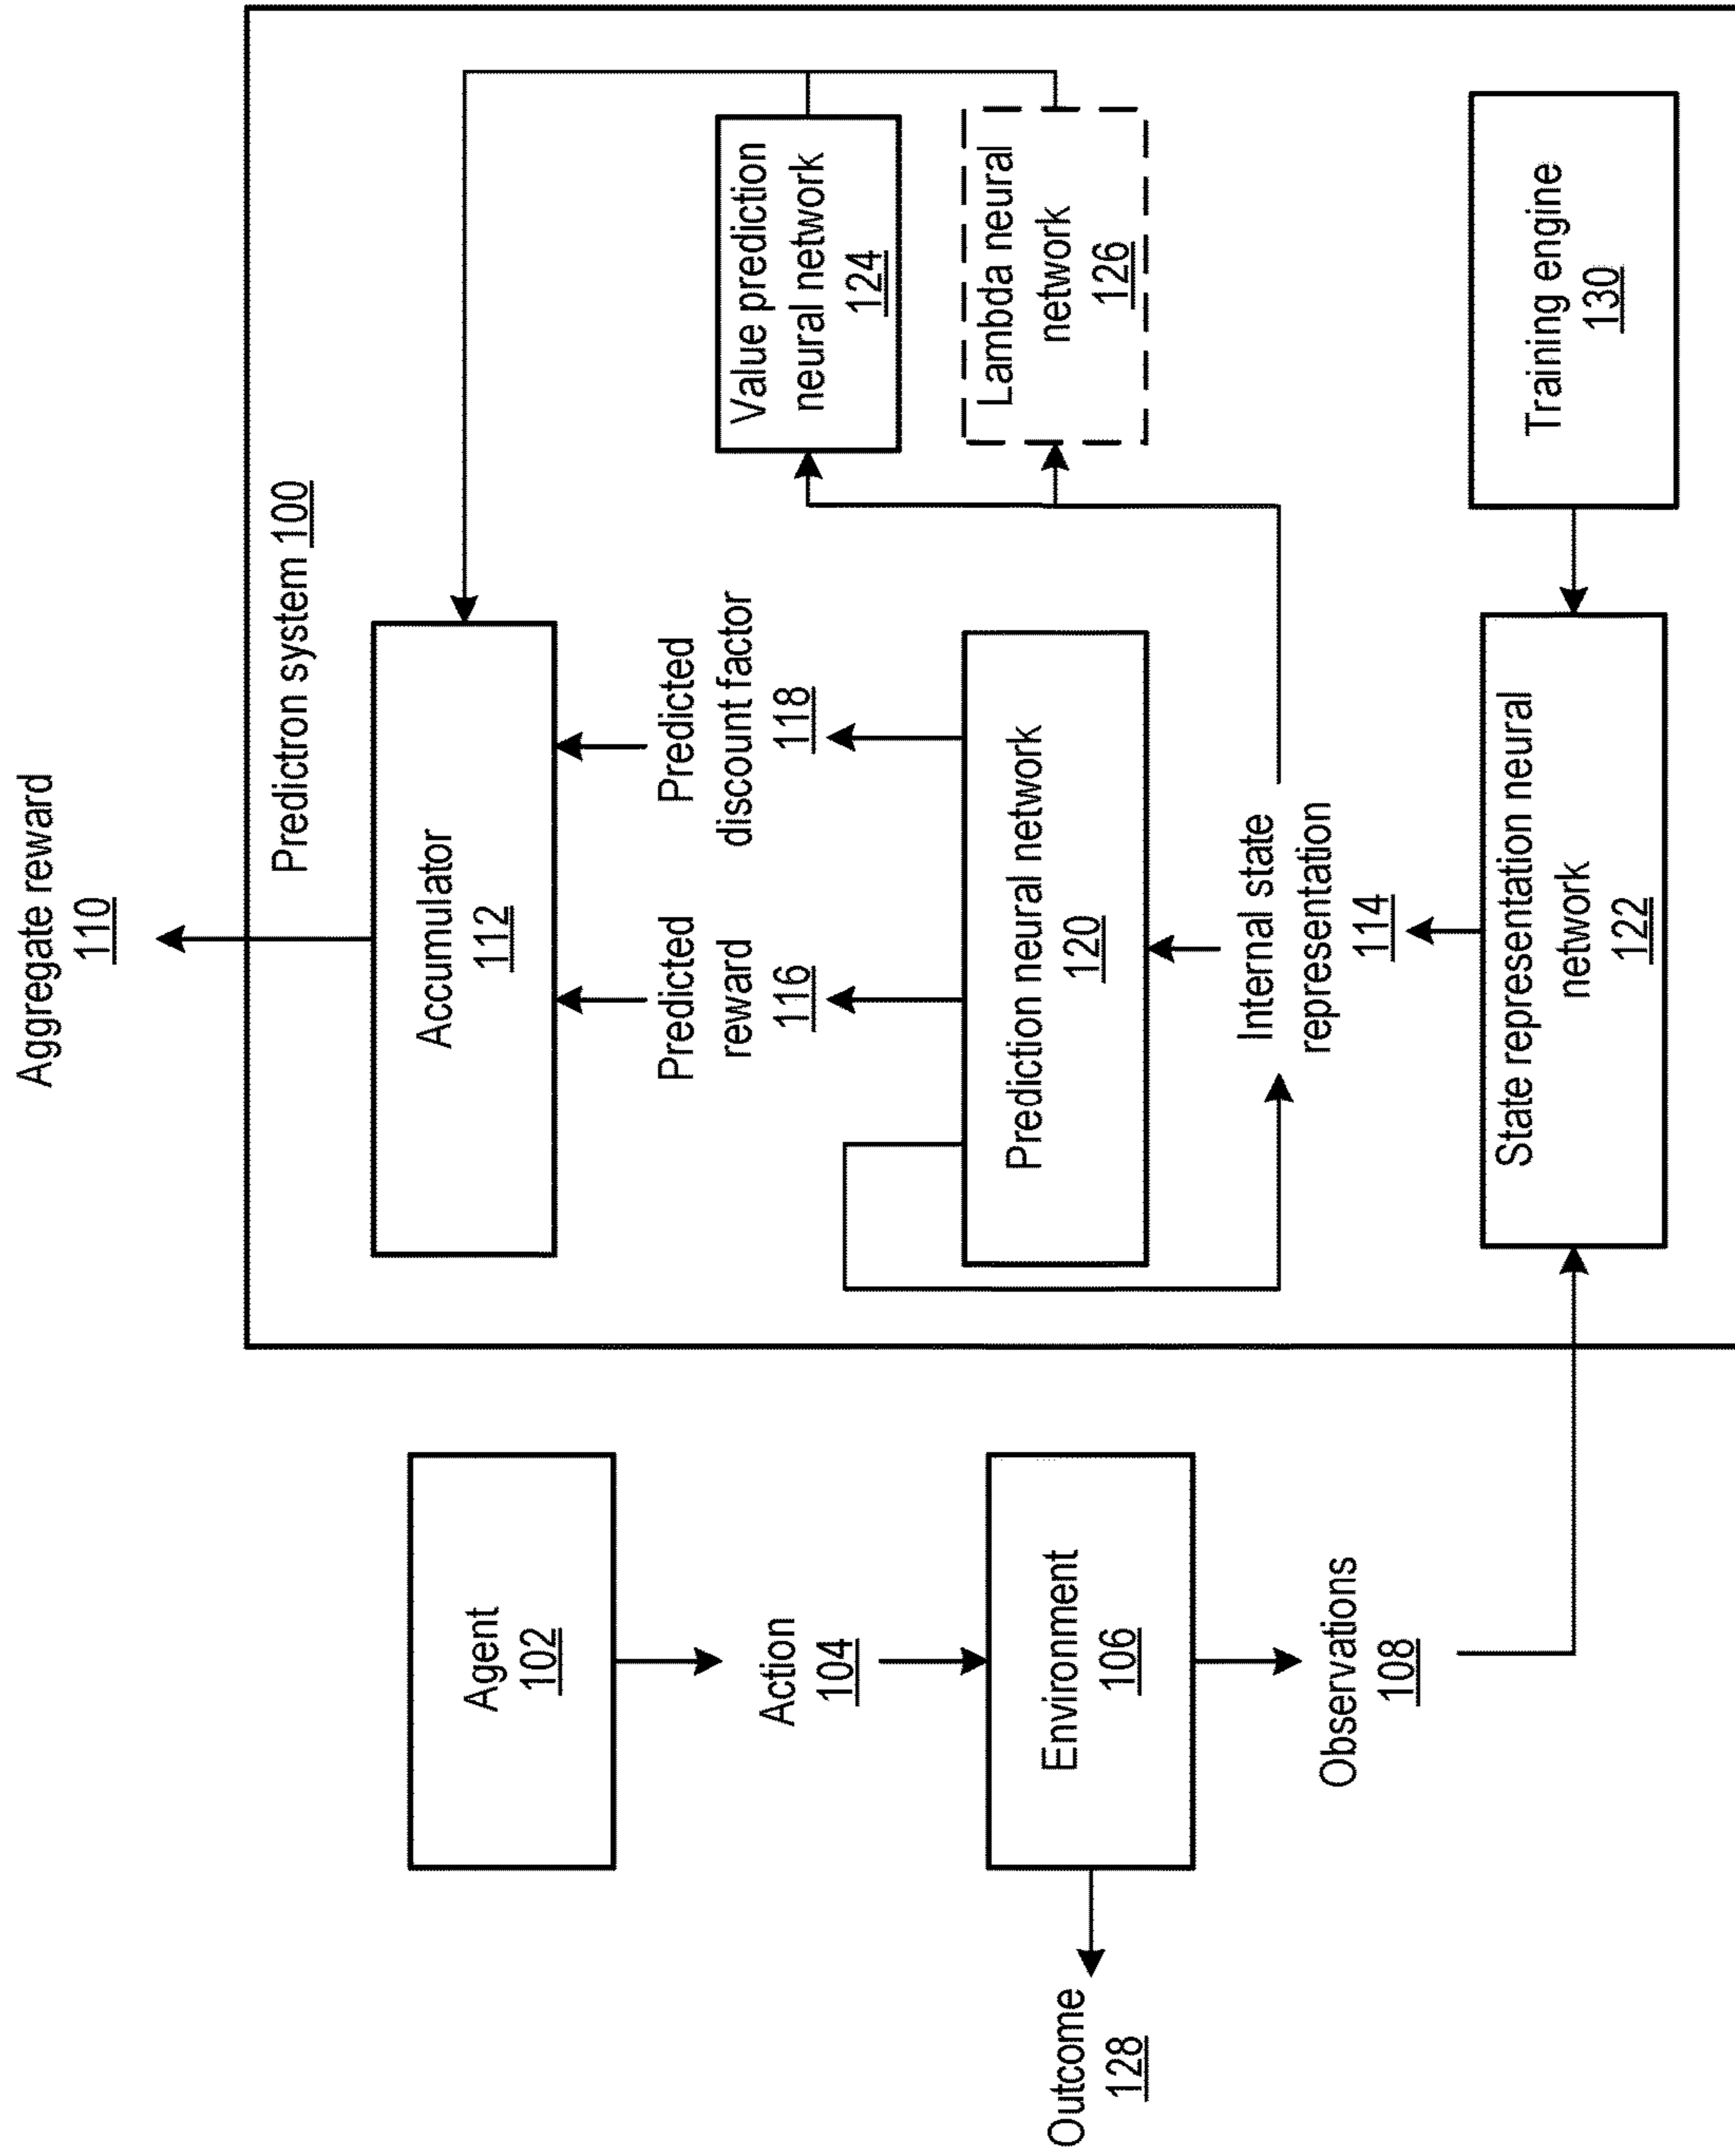 Aggregate reward
110
Predictron system 100
Agent
102
Accumulator
112
Value prediction
neural network
124
Action
104
Predicted
reward
116
Predicted
discount factor
118
Environment
106
Outcome
128
Prediction neural network
120
Lambda neural
network
126
Observations
108
Internal state
representation
114
State representation neural
network
122
Training engine
130